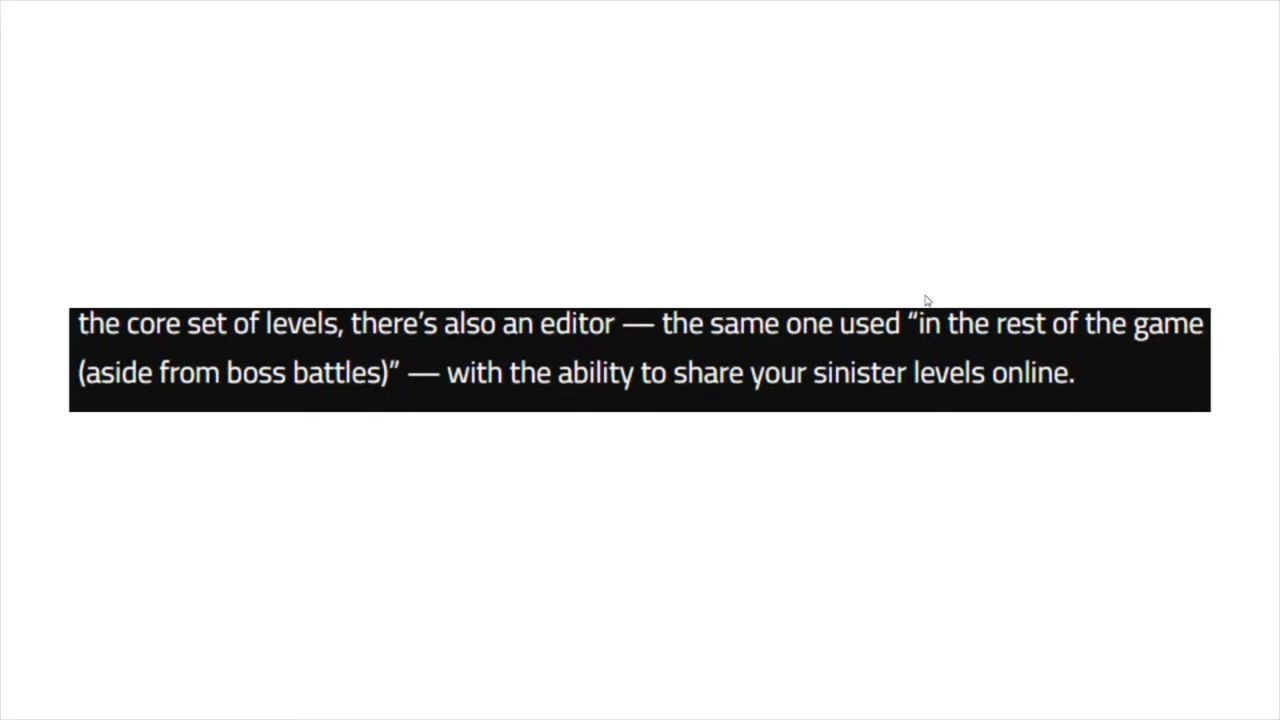 the core set of levels, there’s also an editor — the same one used “in the rest of the game
(aside from boss battles)” — with the ability to share your sinister levels online.